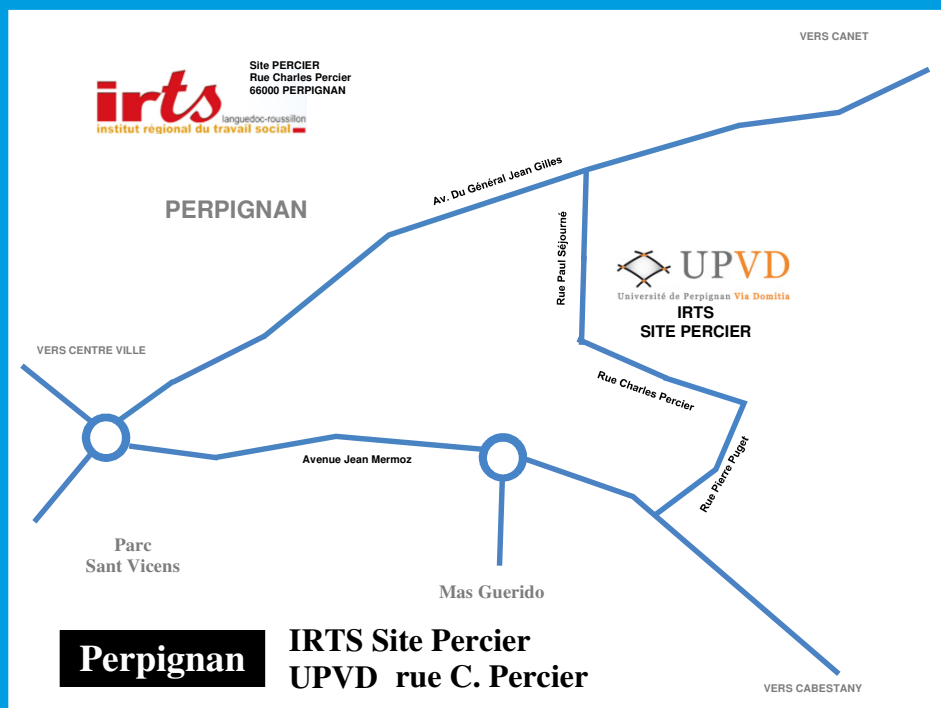 VERS CANET
Site PERCIER
Rue Charles Percier
66000 PERPIGNAN
irts
languedoc-roussillon
institut régional du travail social
Av. Du Général Jean Gilles
PERPIGNAN
Rue Paul Séjourné
UPVD
Université de Perpignan Via Domitia
IRTS
SITE PERCIER
VERS CENTRE VILLE
Rue Charles Percier
Avenue Jean Mermoz
Rue Pierre Puget
Parc
Sant Vicens
Mas Guerido
Perpignan
IRTS Site Percier
UPVD rue C. Percier
VERS CABESTANY